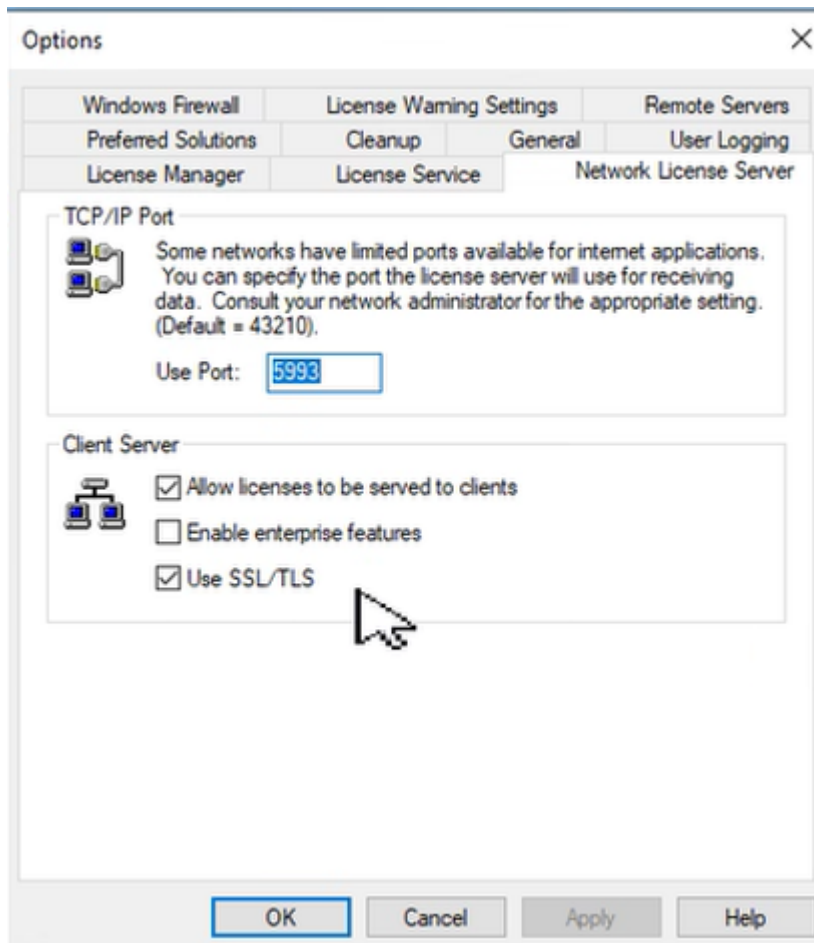 Options
Windows Firewall
License Warning Settings
Remote Servers
Preferred Solutions
Cleanup
General
User Logging
License Manager
License Service
Network License Server
TCP/IP Port
Some networks have limited ports available for internet applications.
You can specify the port the license server will use for receiving
data. Consult your network administrator for the appropriate setting.
(Default = 43210).
Use Port: 5993
Client Server
Allow licenses to be served to clients
Enable enterprise features
Use SSL/TLS
OK
Cancel
Apply
Help